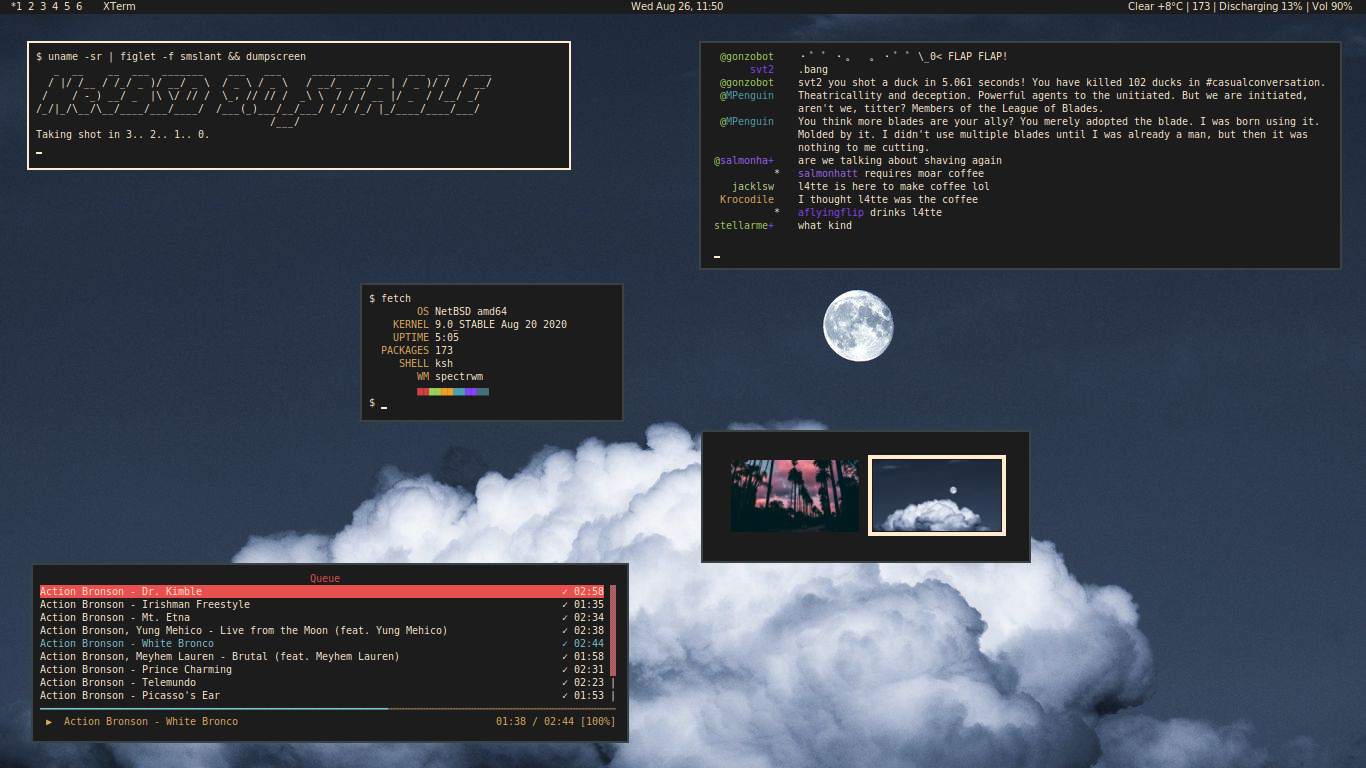 *1 2 3 4 5 6 XTerm
Wed Aug 26, 11:50
Clear +8°C | 173 | Discharging 13% | Vol 90%
$ uname -sr | figlet -f smslant && dumpscreen
NetBSD 9.0_STABLE
Taking shot in 3.. 2.. 1.. 0.
@gonzobot ・゜゜・。 。・゜゜\_0< FLAP FLAP!
svt2 .bang
@gonzobot svt2 you shot a duck in 5.061 seconds! You have killed 102 ducks in #casualconversation.
@MPenguin Theatricallity and deception. Powerful agents to the unitiated. But we are initiated,
aren't we, titter? Members of the League of Blades.
@MPenguin You think more blades are your ally? You merely adopted the blade. I was born using it.
Molded by it. I didn't use multiple blades until I was already a man, but then it was
nothing to me cutting.
@salmonha+ are we talking about shaving again
* salmonhatt requires moar coffee
jacklsw l4tte is here to make coffee lol
Krocodile I thought l4tte was the coffee
* aflyingflip drinks l4tte
stellarme+ what kind
$ fetch
OS NetBSD amd64
KERNEL 9.0_STABLE Aug 20 2020
UPTIME 5:05
PACKAGES 173
SHELL ksh
WM spectrwm
$
Queue
Action Bronson - Dr. Kimble ✓ 02:58
Action Bronson - Irishman Freestyle ✓ 01:35
Action Bronson - Mt. Etna ✓ 02:34
Action Bronson, Yung Mehico - Live from the Moon (feat. Yung Mehico) ✓ 02:38
Action Bronson - White Bronco ✓ 02:44
Action Bronson, Meyhem Lauren - Brutal (feat. Meyhem Lauren) ✓ 01:58
Action Bronson - Prince Charming ✓ 02:31
Action Bronson - Telemundo ✓ 02:23
Action Bronson - Picasso's Ear ✓ 01:53
▶ Action Bronson - White Bronco 01:38 / 02:44 [100%]